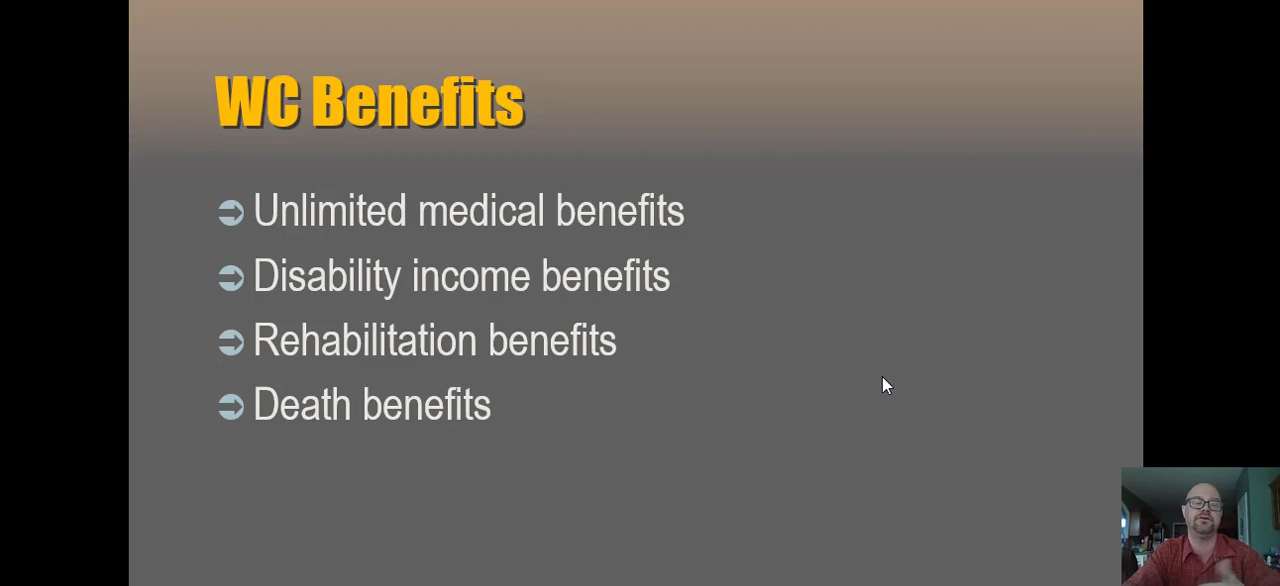 WC Benefits
Unlimited medical benefits
Disability income benefits
Rehabilitation benefits
Death benefits